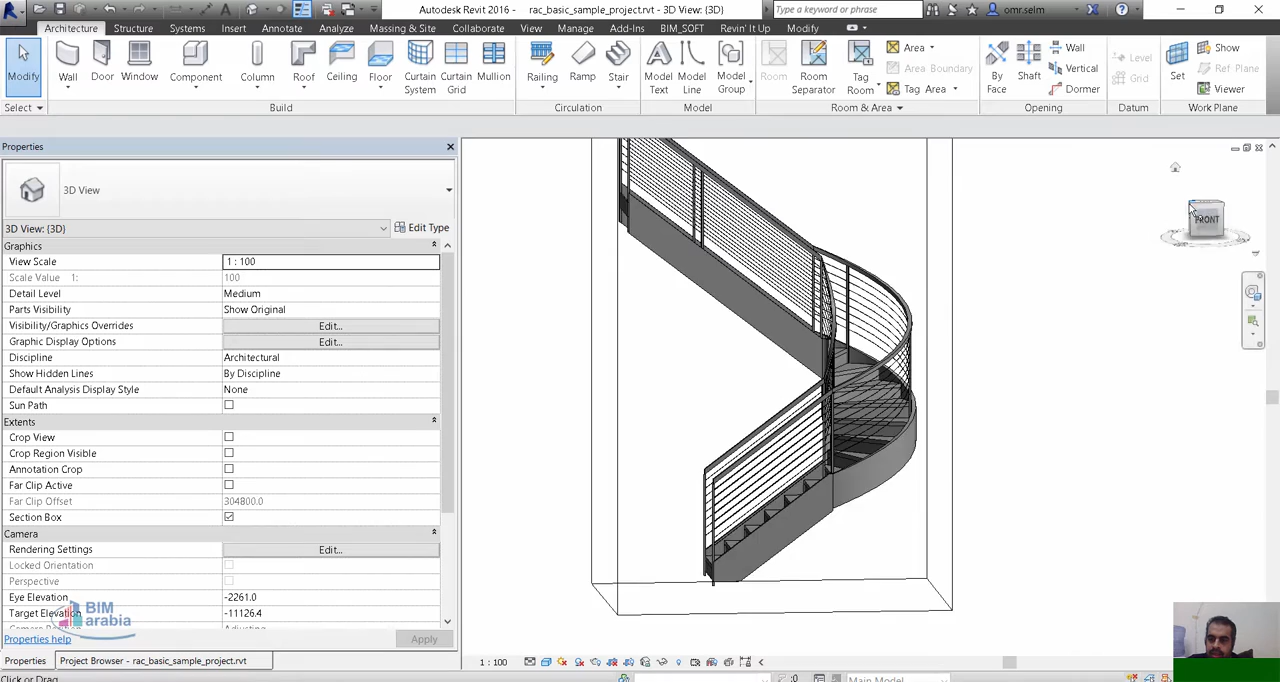 Autodesk Revit 2016 - rac_basic_sample_project.rvt - 3D View: {3D}
Type a keyword or phrase
omr.selm
Architecture Structure Systems Insert Annotate Analyze Massing & Site Collaborate View Manage Add-Ins BIM_SOFT Revin' It Up Modify
Modify
Wall
Door
Window
Component
Column
Roof
Ceiling
Floor
Curtain System
Curtain Grid
Mullion
Railing
Ramp
Stair
Model Text
Model Line
Model Group
Room
Room Separator
Tag Room
Area
Area Boundary
Tag Area
By Face
Shaft
Wall
Vertical
Dormer
Level
Grid
Set
Show
Ref Plane
Viewer
Select
Build
Circulation
Model
Room & Area
Opening
Datum
Work Plane
Properties
3D View
3D View: {3D}
Edit Type
Graphics
View Scale 1 : 100
Scale Value 1: 100
Detail Level Medium
Parts Visibility Show Original
Visibility/Graphics Overrides Edit...
Graphic Display Options Edit...
Discipline Architectural
Show Hidden Lines By Discipline
Default Analysis Display Style None
Sun Path
Extents
Crop View
Crop Region Visible
Annotation Crop
Far Clip Active
Far Clip Offset 304800.0
Section Box
Camera
Rendering Settings Edit...
Locked Orientation
Perspective
Eye Elevation -2261.0
Target Elevation -11126.4
BIM
arabia
Properties help
Apply
Properties
Project Browser - rac_basic_sample_project.rvt
1 : 100
Click or Drag
:0
Main Model
FRONT